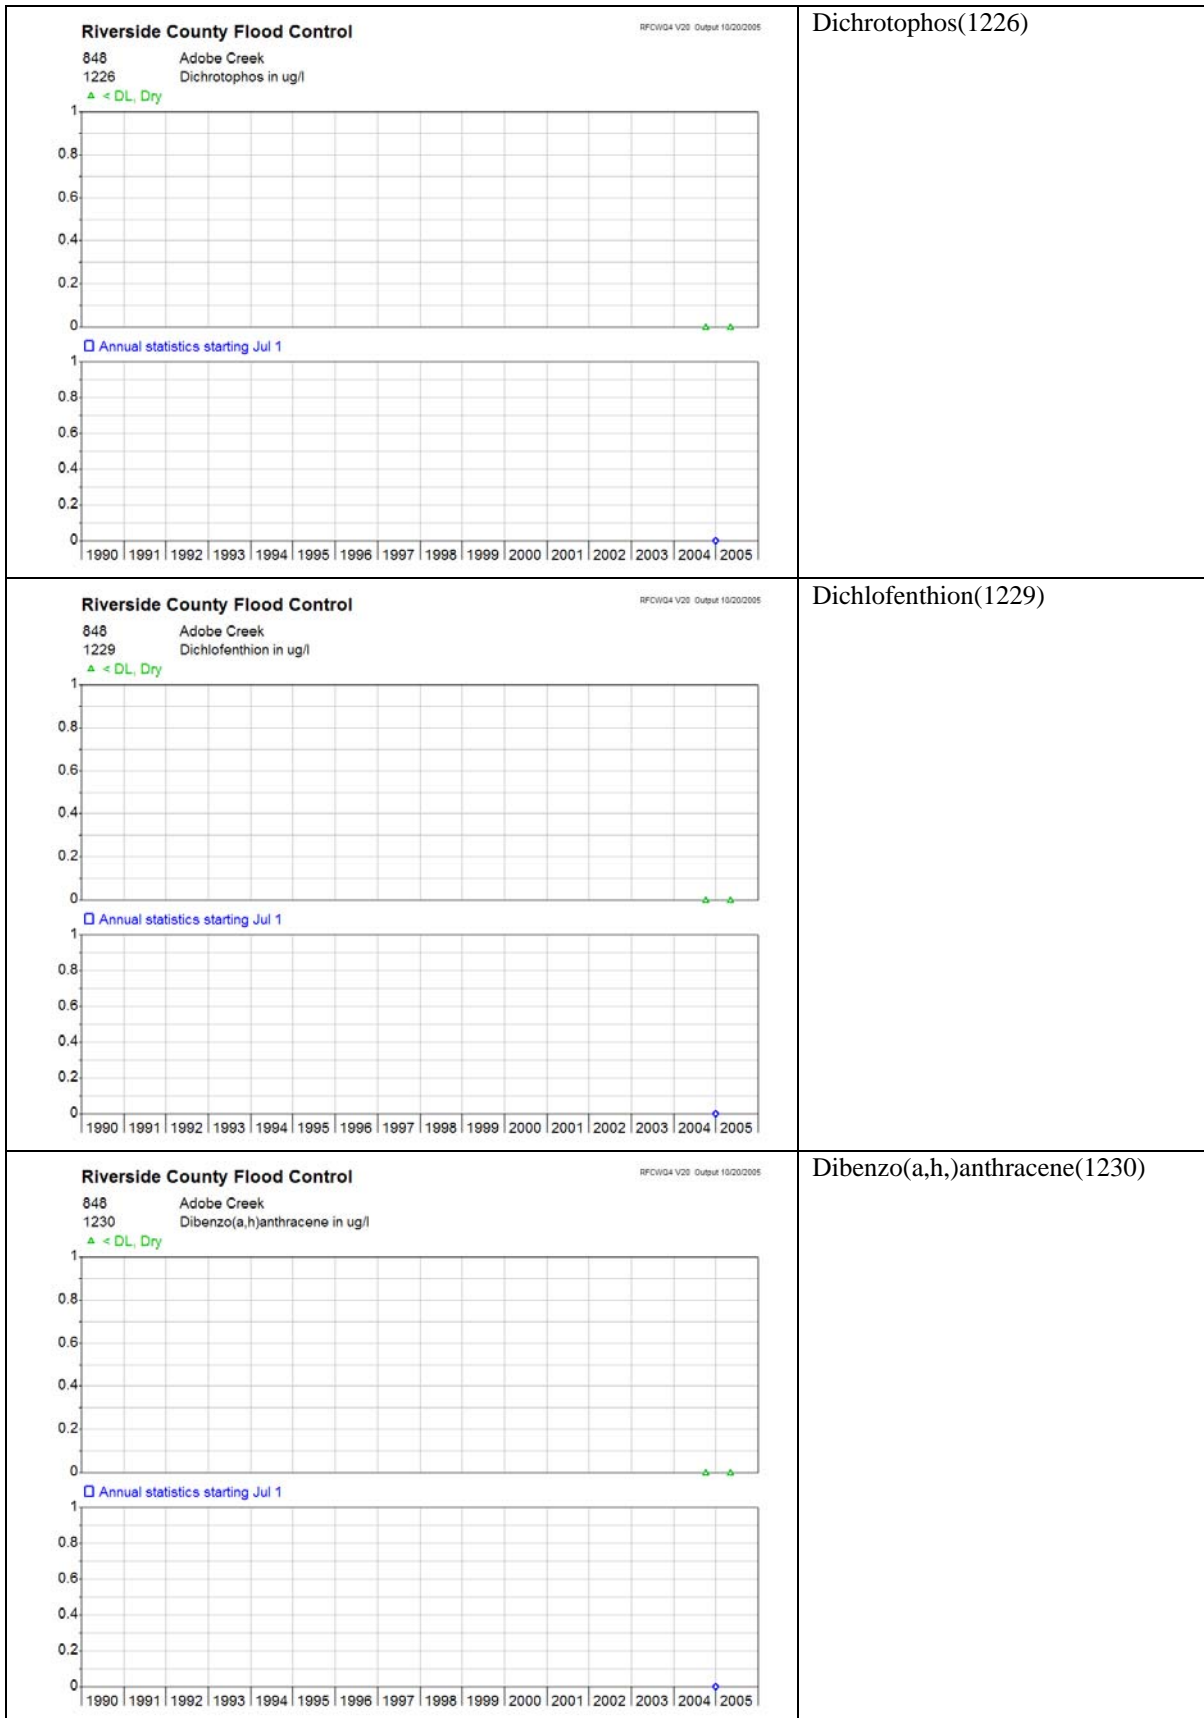 Riverside County Flood Control
RFCWQ4 V20 Output 10/20/2005
848 Adobe Creek
1226 Dichrotophos in ug/l
< DL, Dry
1
0.8
0.6
0.4
0.2
0
Annual statistics starting Jul 1
1
0.8
0.6
0.4
0.2
0
1990 1991 1992 1993 1994 1995 1996 1997 1998 1999 2000 2001 2002 2003 2004 2005
Dichrotophos(1226)
Riverside County Flood Control
RFCWQ4 V20 Output 10/20/2005
848 Adobe Creek
1229 Dichlofenthion in ug/l
< DL, Dry
1
0.8
0.6
0.4
0.2
0
Annual statistics starting Jul 1
1
0.8
0.6
0.4
0.2
0
1990 1991 1992 1993 1994 1995 1996 1997 1998 1999 2000 2001 2002 2003 2004 2005
Dichlofenthion(1229)
Riverside County Flood Control
RFCWQ4 V20 Output 10/20/2005
848 Adobe Creek
1230 Dibenzo(a,h)anthracene in ug/l
< DL, Dry
1
0.8
0.6
0.4
0.2
0
Annual statistics starting Jul 1
1
0.8
0.6
0.4
0.2
0
1990 1991 1992 1993 1994 1995 1996 1997 1998 1999 2000 2001 2002 2003 2004 2005
Dibenzo(a,h,)anthracene(1230)